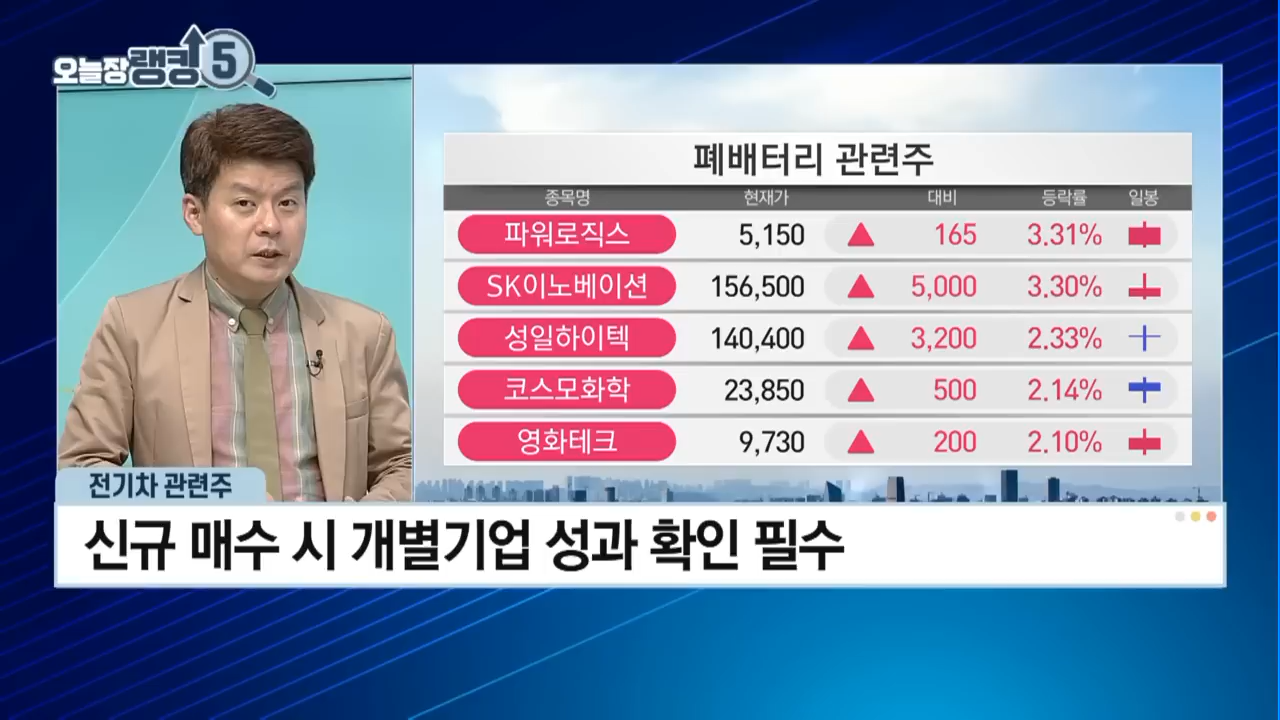 오늘장랭킹5
폐배터리 관련주
종목명 현재가 대비 등락률 일봉
파워로직스 5,150 ▲ 165 3.31%
SK이노베이션 156,500 ▲ 5,000 3.30%
성일하이텍 140,400 ▲ 3,200 2.33%
코스모화학 23,850 ▲ 500 2.14%
영화테크 9,730 ▲ 200 2.10%
전기차 관련주
신규 매수 시 개별기업 성과 확인 필수